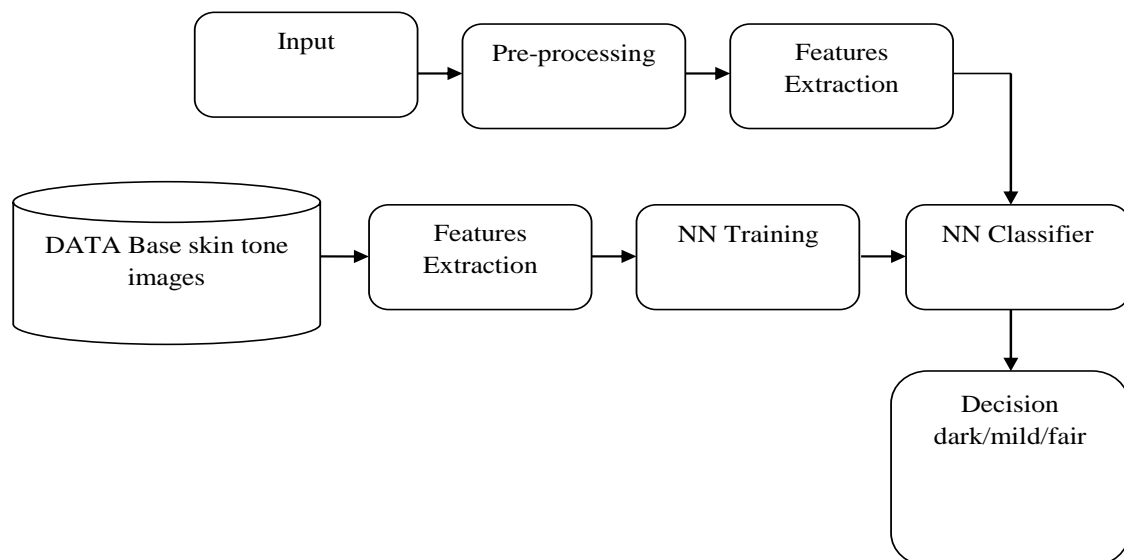 Input
Pre-processing
Features
Extraction
DATA Base skin tone
images
Features
Extraction
NN Training
NN Classifier
Decision
dark/mild/fair